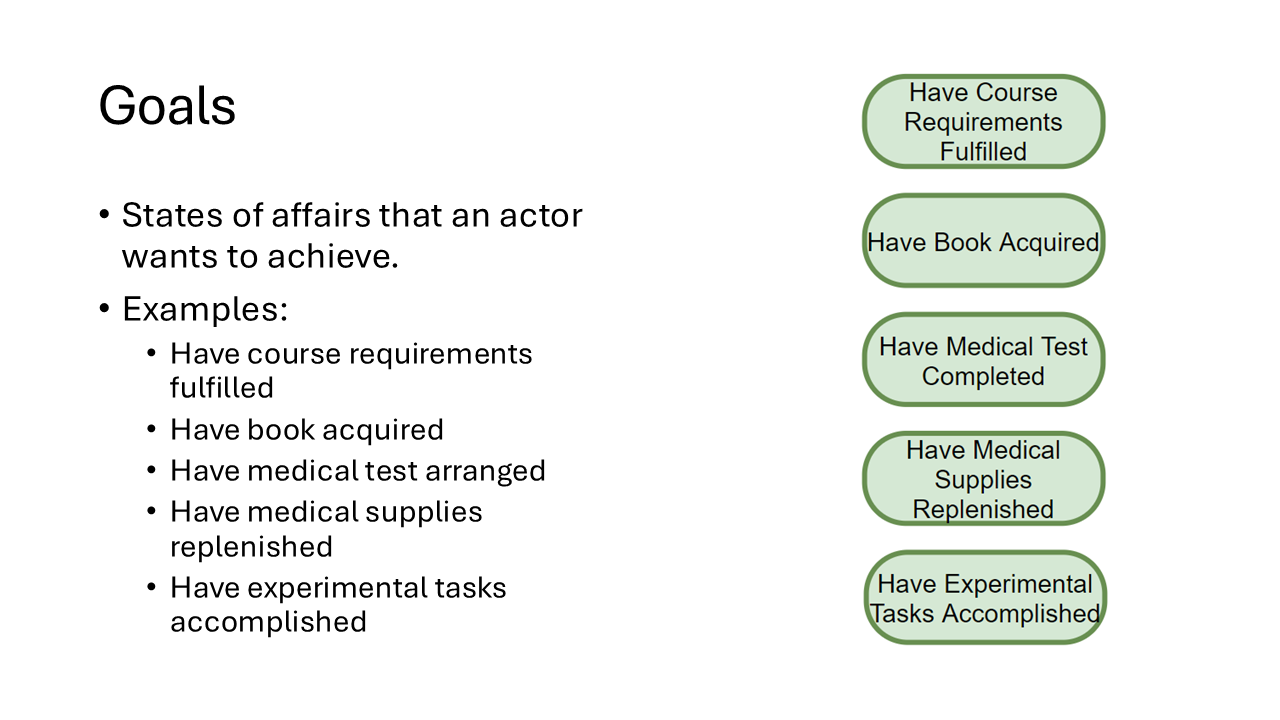 Goals
• States of affairs that an actor
wants to achieve.
• Examples:
• Have course requirements
fulfilled
• Have book acquired
• Have medical test arranged
• Have medical supplies
replenished
• Have experimental tasks
accomplished
Have Course
Requirements
Fulfilled
Have Book Acquired
Have Medical Test
Completed
Have Medical
Supplies
Replenished
Have Experimental
Tasks Accomplished